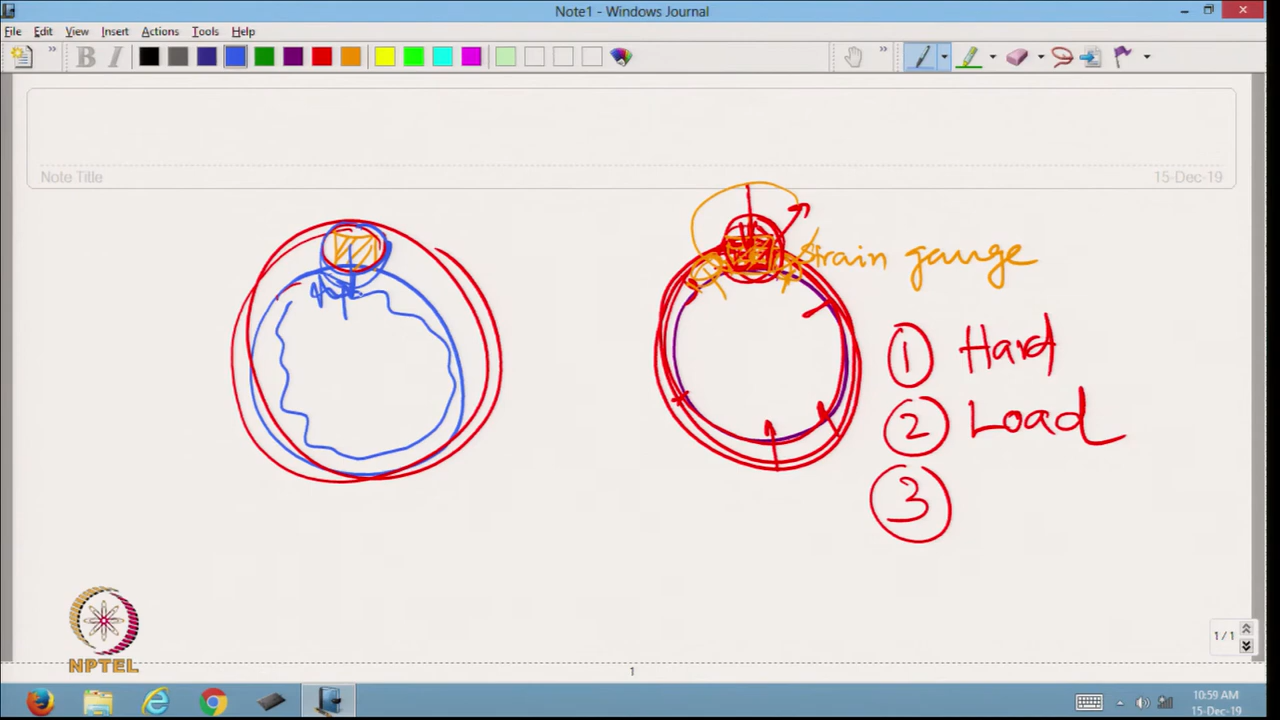 Note1 - Windows Journal
File Edit View Insert Actions Tools Help
B I
Note Title
15-Dec-19
Strain gauge
1 Hard
2 Load
3
1 / 1
NPTEL
1
10:59 AM
15-Dec-19